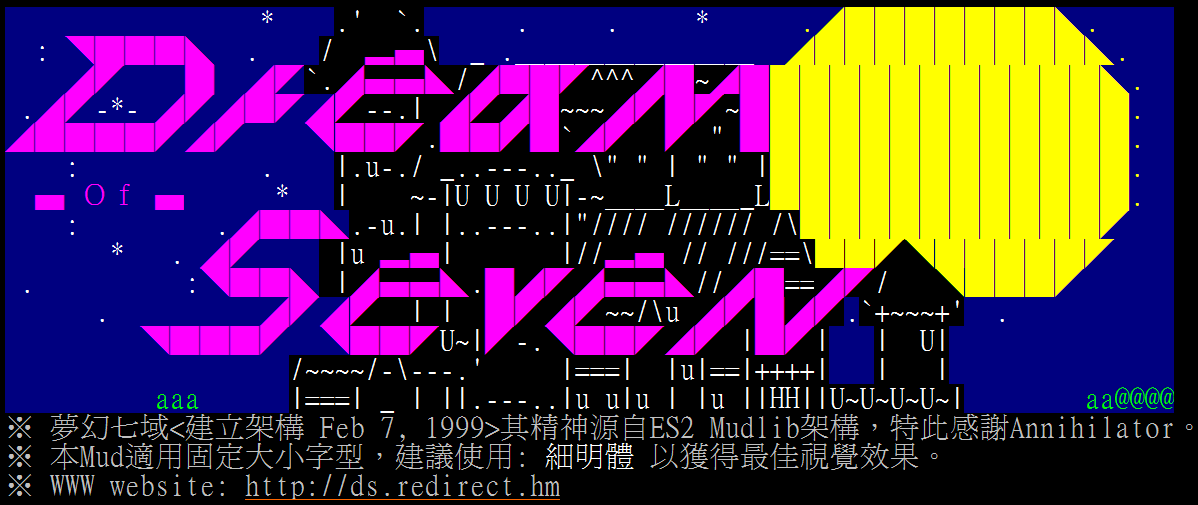 Dream
Of
Seven
※ 夢幻七域<建立架構 Feb 7, 1999>其精神源自ES2 Mudlib架構，特此感謝Annihilator。
※ 本Mud適用固定大小字型，建議使用: 細明體 以獲得最佳視覺效果。
※ WWW website: http://ds.redirect.hm